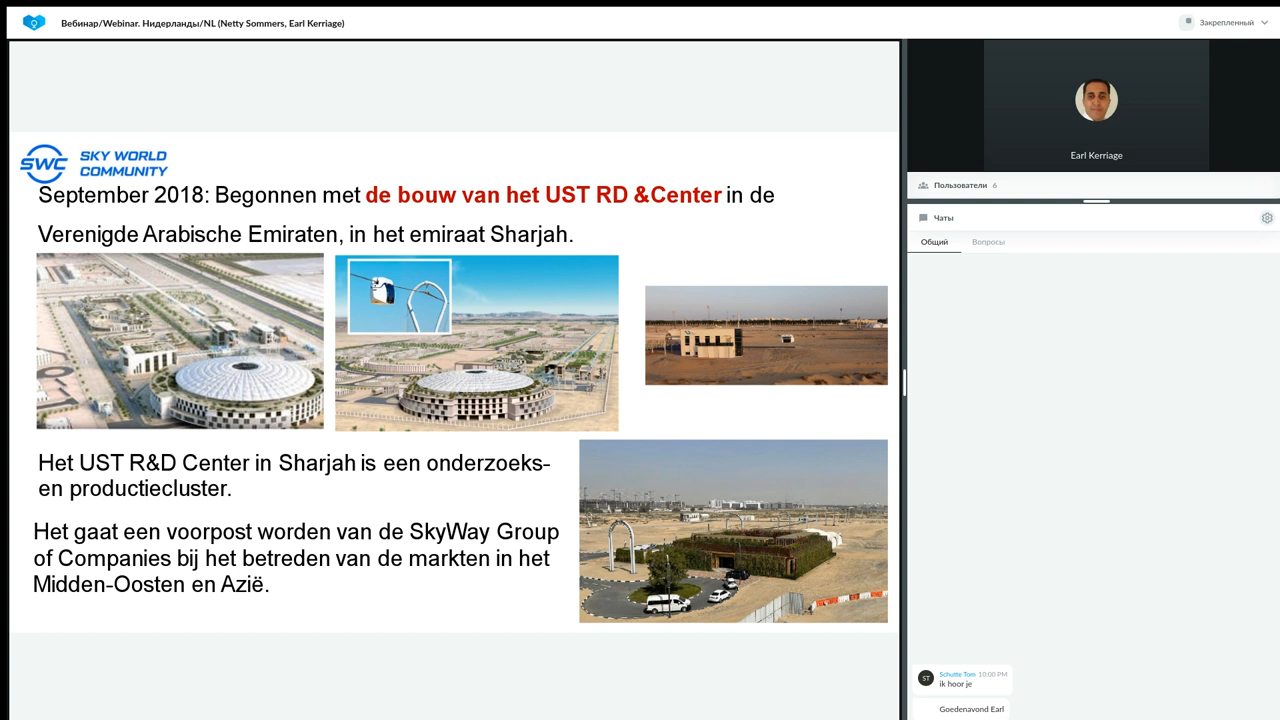 Вебинар/Webinar. Нидерланды/NL (Netty Sommers, Earl Kerriage)
Закрепленный
SWC SKY WORLD
COMMUNITY
September 2018: Begonnen met de bouw van het UST RD &Center in de
Verenigde Arabische Emiraten, in het emiraat Sharjah.
Het UST R&D Center in Sharjah is een onderzoeks-
en productiecluster.
Het gaat een voorpost worden van de SkyWay Group
of Companies bij het betreden van de markten in het
Midden-Oosten en Azië.
Earl Kerriage
Пользователи 6
Чаты
Общий Вопросы
ST Schutte Tom 10:00 PM
ik hoor je
Goedenavond Earl